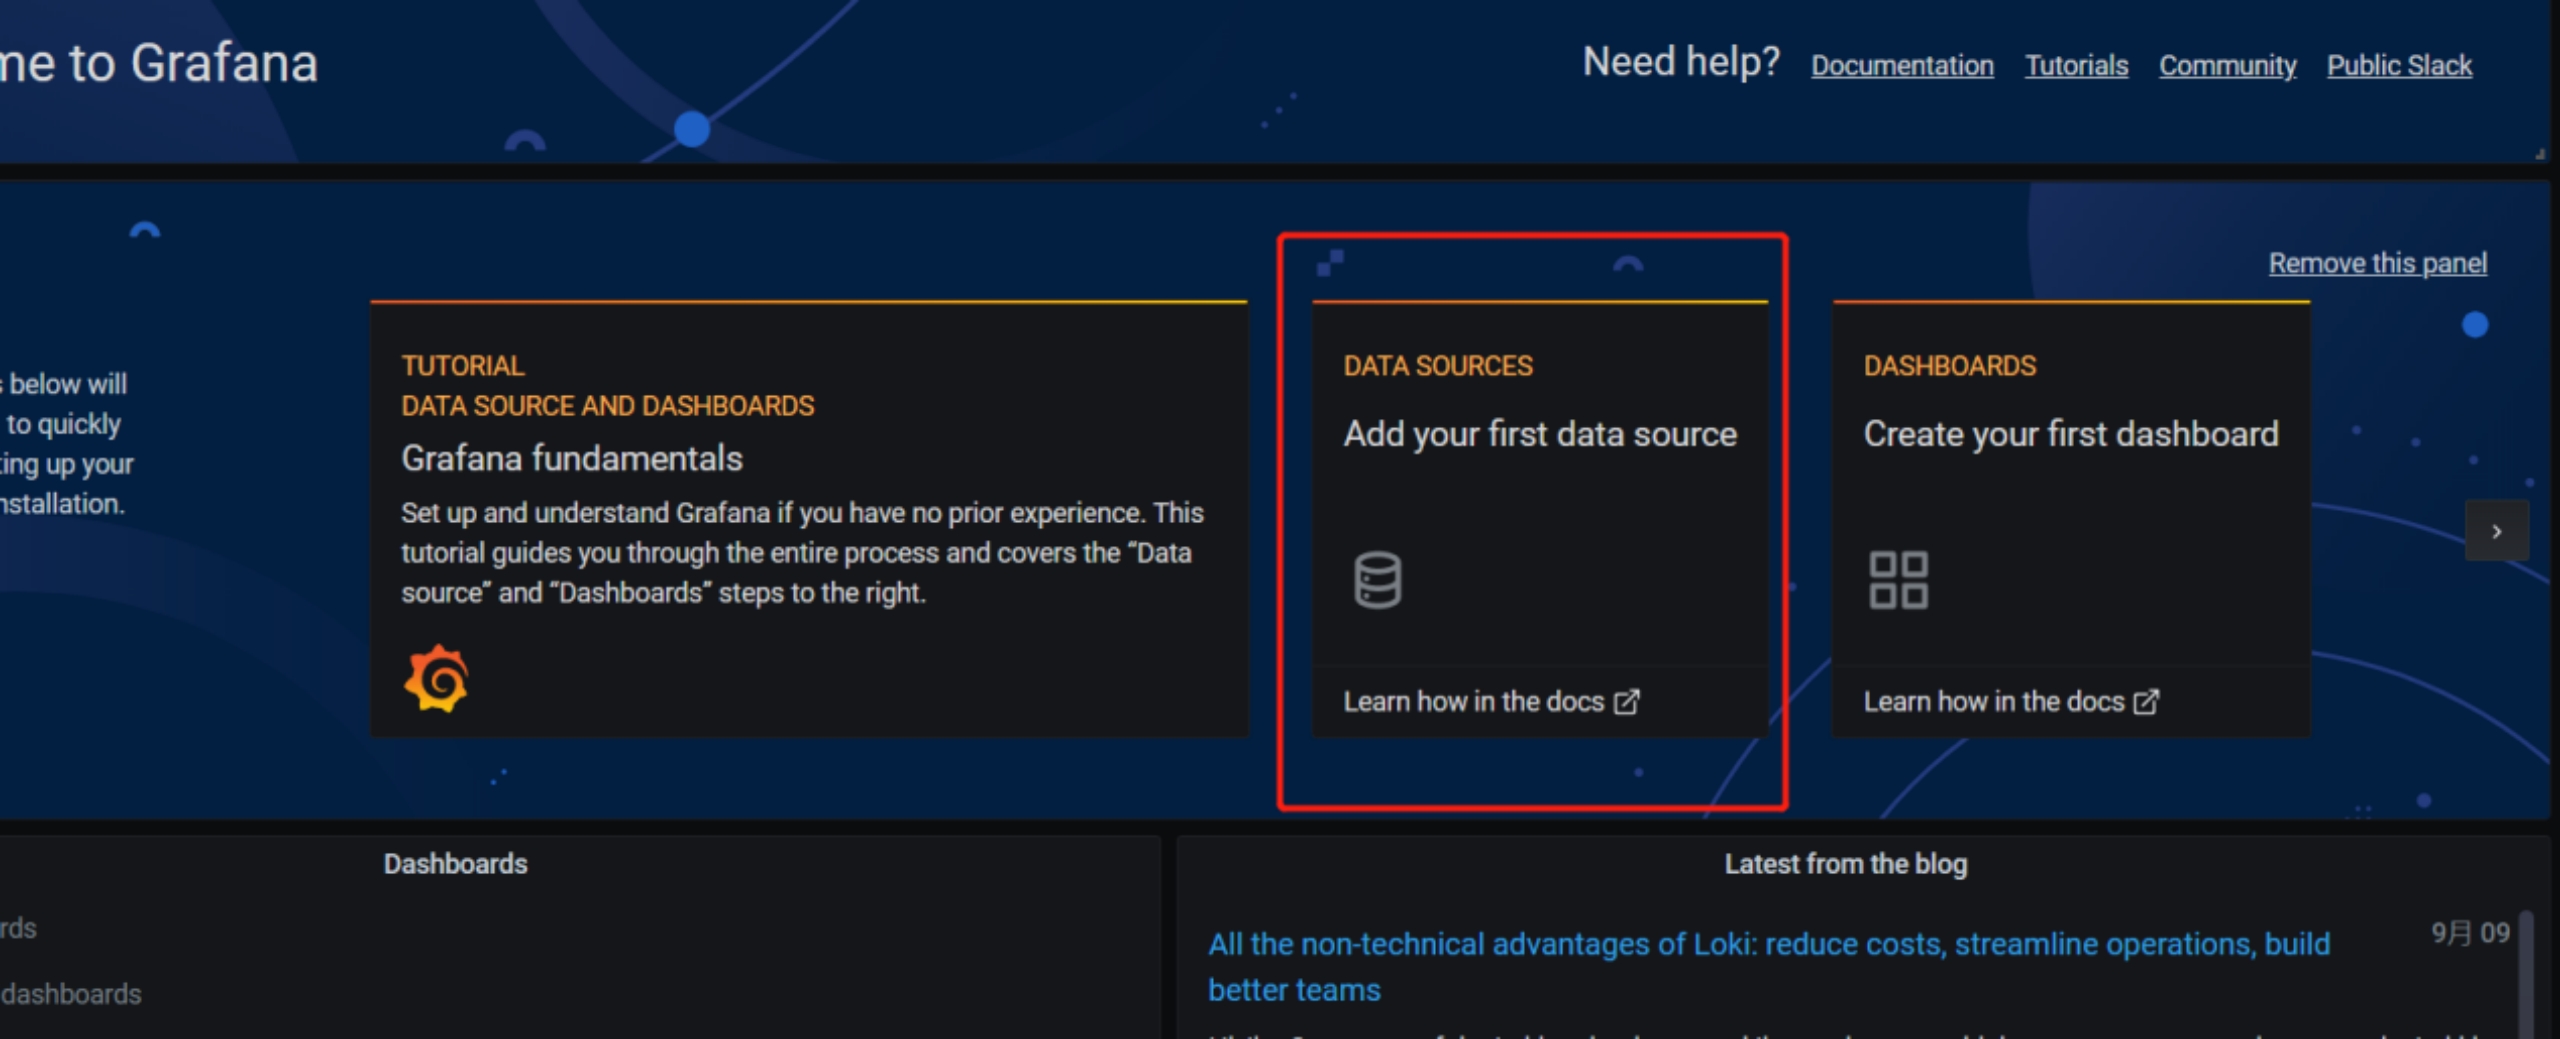 me to Grafana
Need help? Documentation Tutorials Community Public Slack
Remove this panel
s below will
to quickly
ting up your
nstallation.
TUTORIAL
DATA SOURCE AND DASHBOARDS
Grafana fundamentals
Set up and understand Grafana if you have no prior experience. This
tutorial guides you through the entire process and covers the “Data
source” and “Dashboards” steps to the right.
DATA SOURCES
Add your first data source
Learn how in the docs
DASHBOARDS
Create your first dashboard
Learn how in the docs
Dashboards
rds
dashboards
Latest from the blog
All the non-technical advantages of Loki: reduce costs, streamline operations, build
better teams
9月 09